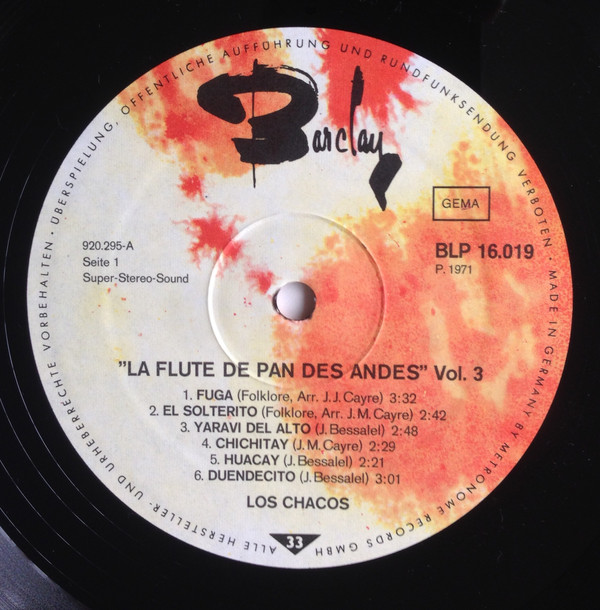 ALLE HERSTELLER- UND URHEBERRECHTE VORBEHALTEN · ÜBERSPIELUNG, ÖFFENTLICHE AUFFÜHRUNG UND RUNDFUNKSENDUNG VERBOTEN · MADE IN GERMANY BY METRONOME RECORDS GMBH
Barclay
GEMA
920.295-A
Seite 1
Super-Stereo-Sound
BLP 16.019
P. 1971
"LA FLUTE DE PAN DES ANDES" Vol. 3
1. FUGA (Folklore, Arr. J.J. Cayre) 3:32
2. EL SOLTERITO (Folklore, Arr. J.M. Cayre) 2:42
3. YARAVI DEL ALTO (J. Bessalel) 2:48
4. CHICHITAY (J.M. Cayre) 2:29
5. HUACAY (J. Bessalel) 2:21
6. DUENDECITO (J. Bessalel) 3:01
LOS CHACOS
33